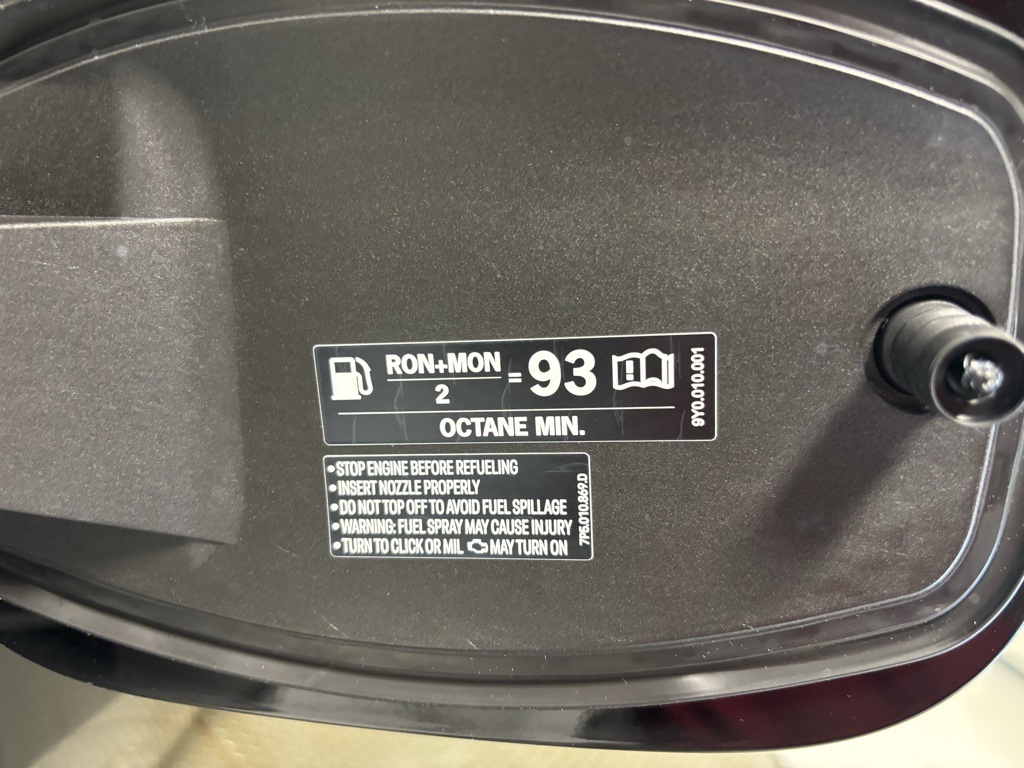 RON+MON
2
= 93
OCTANE MIN.
9Y0.010.001
• STOP ENGINE BEFORE REFUELING
• INSERT NOZZLE PROPERLY
• DO NOT TOP OFF TO AVOID FUEL SPILLAGE
• WARNING: FUEL SPRAY MAY CAUSE INJURY
• TURN TO CLICK OR MIL MAY TURN ON
7P6.010.869.D